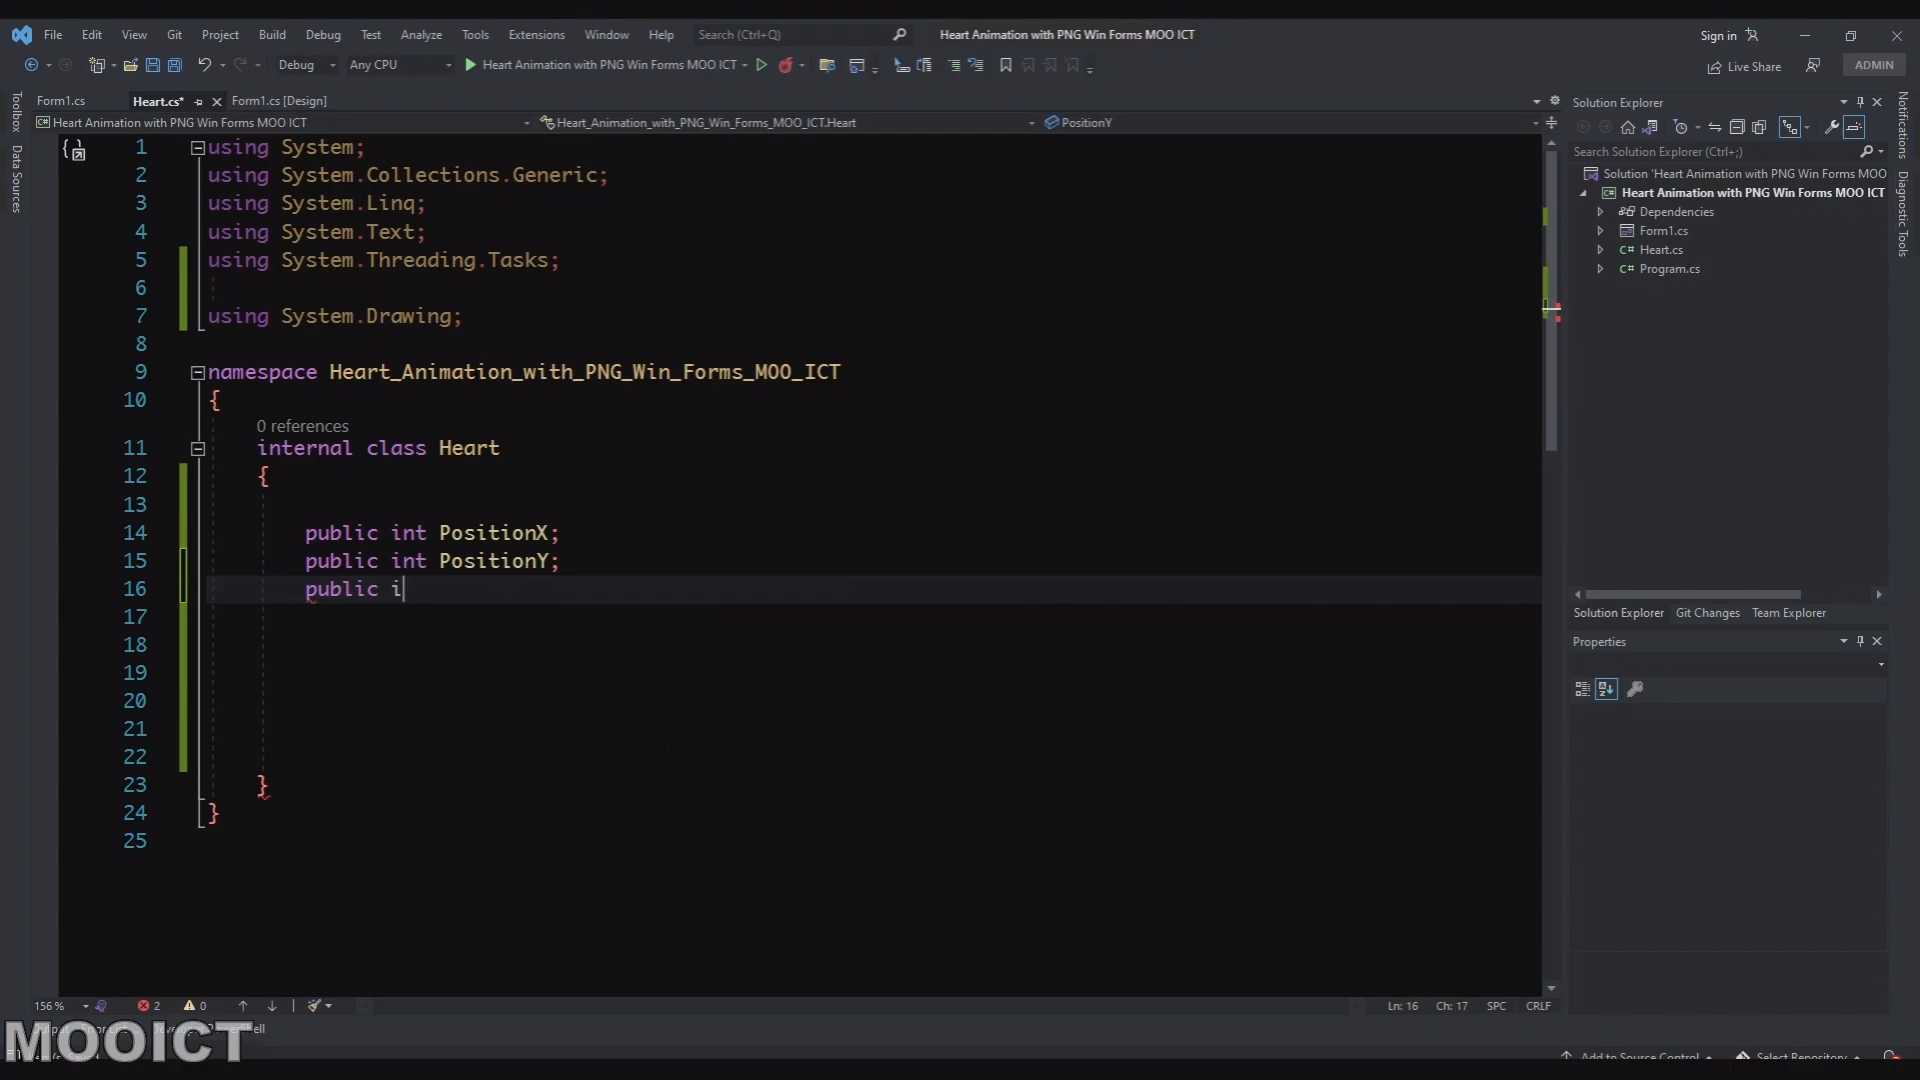 File Edit View Git Project Build Debug Test Analyze Tools Extensions Window Help Search (Ctrl+Q) Heart Animation with PNG Win Forms MOO ICT Sign in
Debug Any CPU Heart Animation with PNG Win Forms MOO ICT Live Share ADMIN
Form1.cs Heart.cs* Form1.cs [Design]
Heart Animation with PNG Win Forms MOO ICT Heart_Animation_with_PNG_Win_Forms_MOO_ICT.Heart PositionY
Toolbox
Data Sources
1 using System;
2 using System.Collections.Generic;
3 using System.Linq;
4 using System.Text;
5 using System.Threading.Tasks;
6
7 using System.Drawing;
8
9 namespace Heart_Animation_with_PNG_Win_Forms_MOO_ICT
10 {
0 references
11 internal class Heart
12 {
13
14 public int PositionX;
15 public int PositionY;
16 public i
17
18
19
20
21
22
23 }
24 }
25
Solution Explorer
Search Solution Explorer (Ctrl+;)
Solution 'Heart Animation with PNG Win Forms MOO
Heart Animation with PNG Win Forms MOO ICT
Dependencies
Form1.cs
C# Heart.cs
C# Program.cs
Solution Explorer Git Changes Team Explorer
Properties
Notifications
Diagnostic Tools
156 % 2 0 Ln: 16 Ch: 17 SPC CRLF
MOOICT
Add to Source Control Select Repository